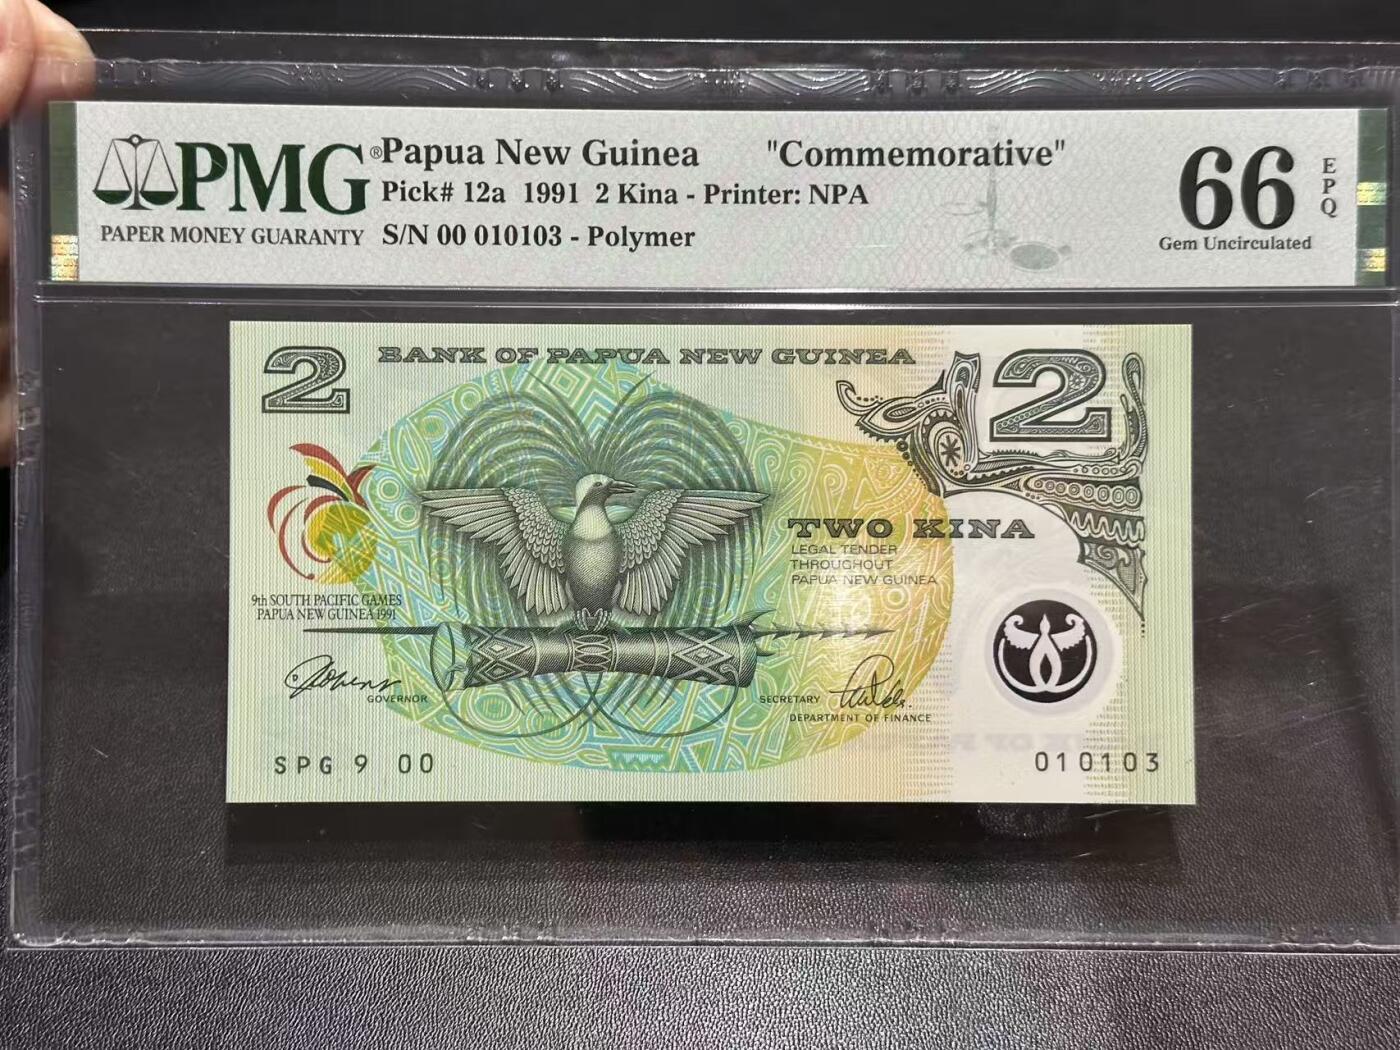 PMG® Papua New Guinea "Commemorative"
Pick# 12a 1991 2 Kina - Printer: NPA
PAPER MONEY GUARANTY S/N 00 010103 - Polymer
66 EPQ
Gem Uncirculated
2 BANK OF PAPUA NEW GUINEA 2
TWO KINA
LEGAL TENDER
THROUGHOUT
PAPUA NEW GUINEA
9th SOUTH PACIFIC GAMES
PAPUA NEW GUINEA 1991
GOVERNOR
SECRETARY
DEPARTMENT OF FINANCE
SPG 9 00 010103